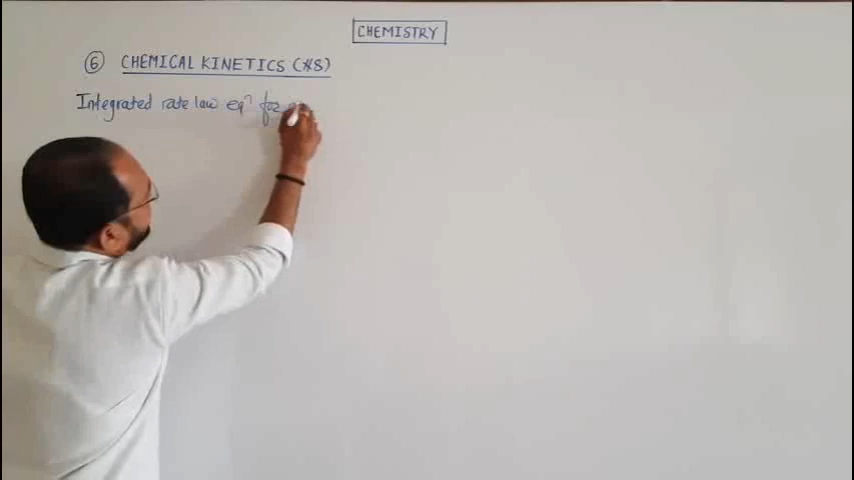 CHEMISTRY
⑥ CHEMICAL KINETICS (#8)
Integrated rate law eqⁿ for